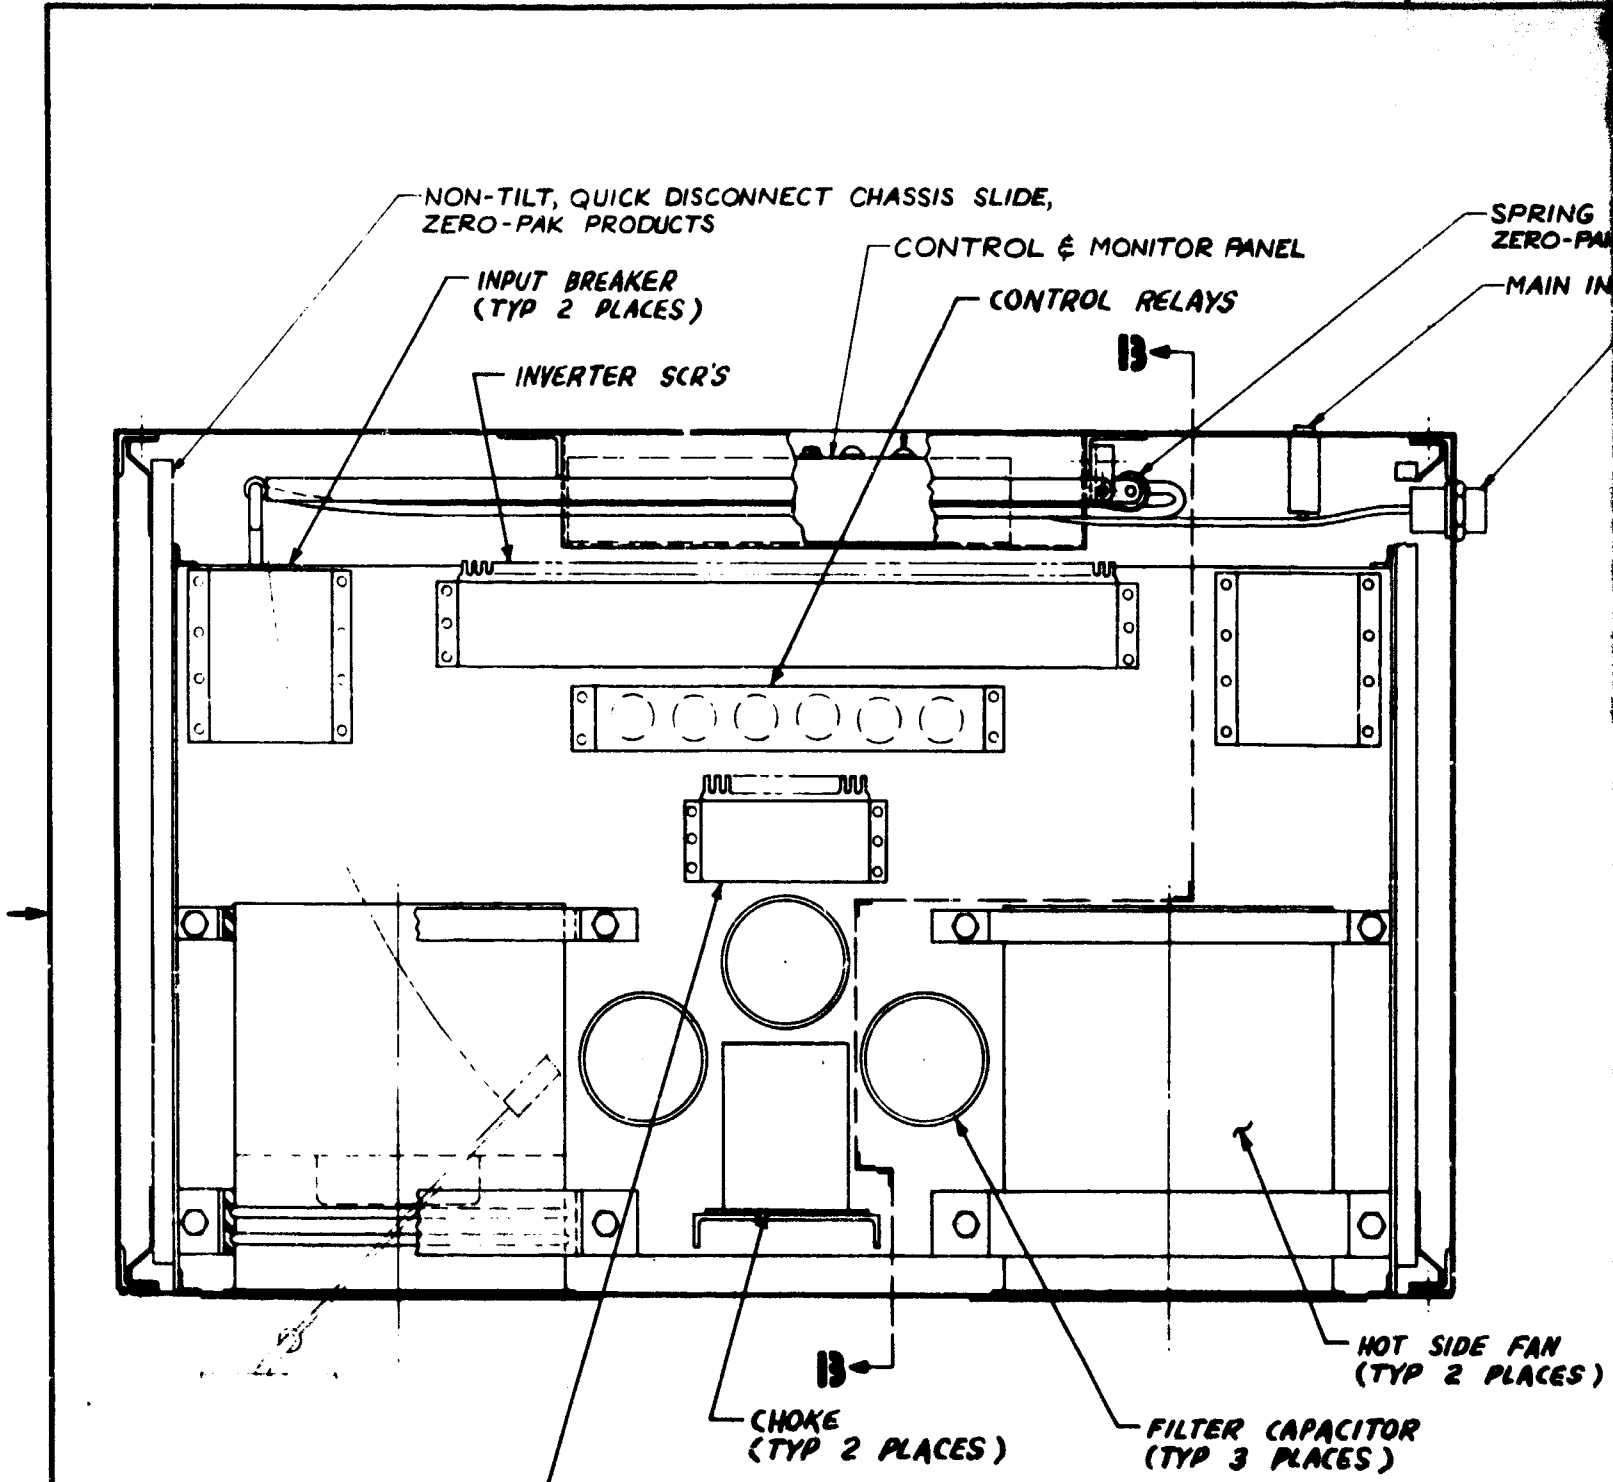 NON-TILT, QUICK DISCONNECT CHASSIS SLIDE,
ZERO-PAK PRODUCTS
SPRING
CONTROL & MONITOR PANEL
INPUT BREAKER
(TYP 2 PLACES)
MAIN
CONTROL RELAYS
B
INVERTER SCR'S
HOT SIDE FAN
(TYP 2 PLACES)
B
CHOKE
(TYP 2 PLACES)
FILTER CAPACITOR
(TYP 3 PLACES)